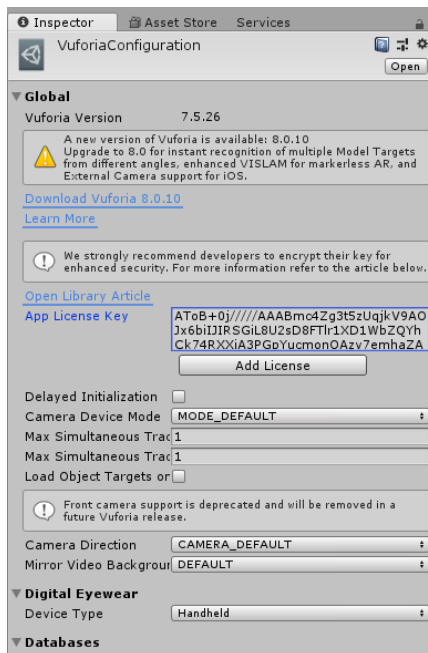 Inspector Asset Store Services
VuforiaConfiguration
Open
Global
Vuforia Version 7.5.26
A new version of Vuforia is available: 8.0.10
Upgrade to 8.0 for instant recognition of multiple Model Targets
from different angles, enhanced VISLAM for markerless AR, and
External Camera support for iOS.
Download Vuforia 8.0.10
Learn More
We strongly recommend developers to encrypt their key for
enhanced security. For more information refer to the article below.
Open Library Article
App License Key
AToB+0j/////AAABmc4Zg3t5zUqjkV9AO
Jx6biIJIRSGiL8U2sD8FTlr1XD1WbZQYh
Ck74RXXiA3PGpYucmonOAzv7emhaZA
Add License
Delayed Initialization
Camera Device Mode MODE_DEFAULT
Max Simultaneous Trac 1
Max Simultaneous Trac 1
Load Object Targets or
Front camera support is deprecated and will be removed in a
future Vuforia release.
Camera Direction CAMERA_DEFAULT
Mirror Video Backgrour DEFAULT
Digital Eyewear
Device Type Handheld
Databases